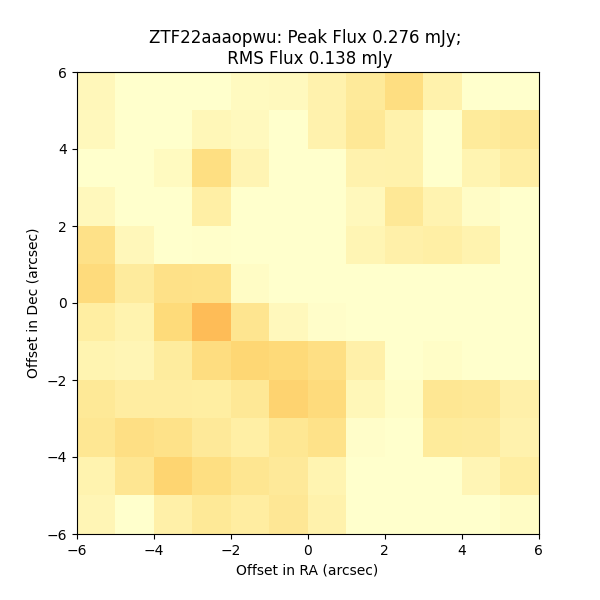 ZTF22aaaopwu: Peak Flux 0.276 mJy;
RMS Flux 0.138 mJy
6
4
2
0
−2
−4
−6
Offset in Dec (arcsec)
−6 −4 −2 0 2 4 6
Offset in RA (arcsec)